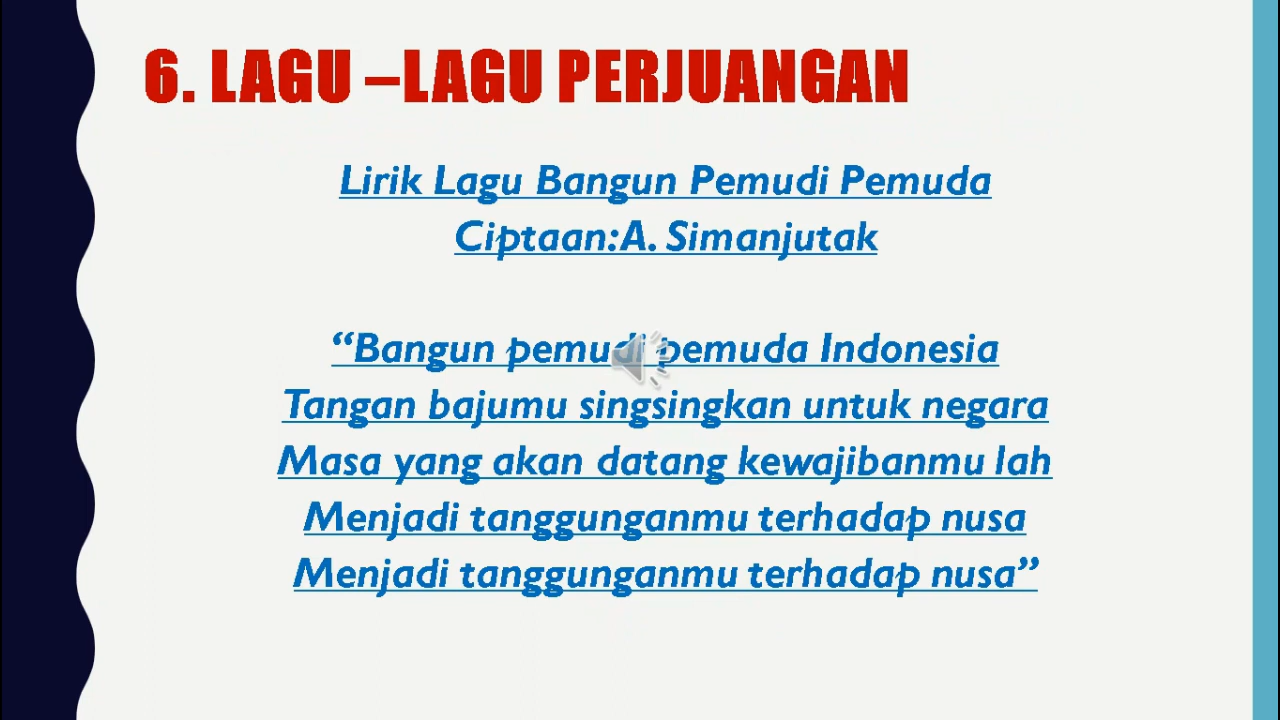 6. LAGU –LAGU PERJUANGAN
Lirik Lagu Bangun Pemudi Pemuda
Ciptaan:A. Simanjutak
“Bangun pemudi pemuda Indonesia
Tangan bajumu singsingkan untuk negara
Masa yang akan datang kewajibanmu lah
Menjadi tanggunganmu terhadap nusa
Menjadi tanggunganmu terhadap nusa”